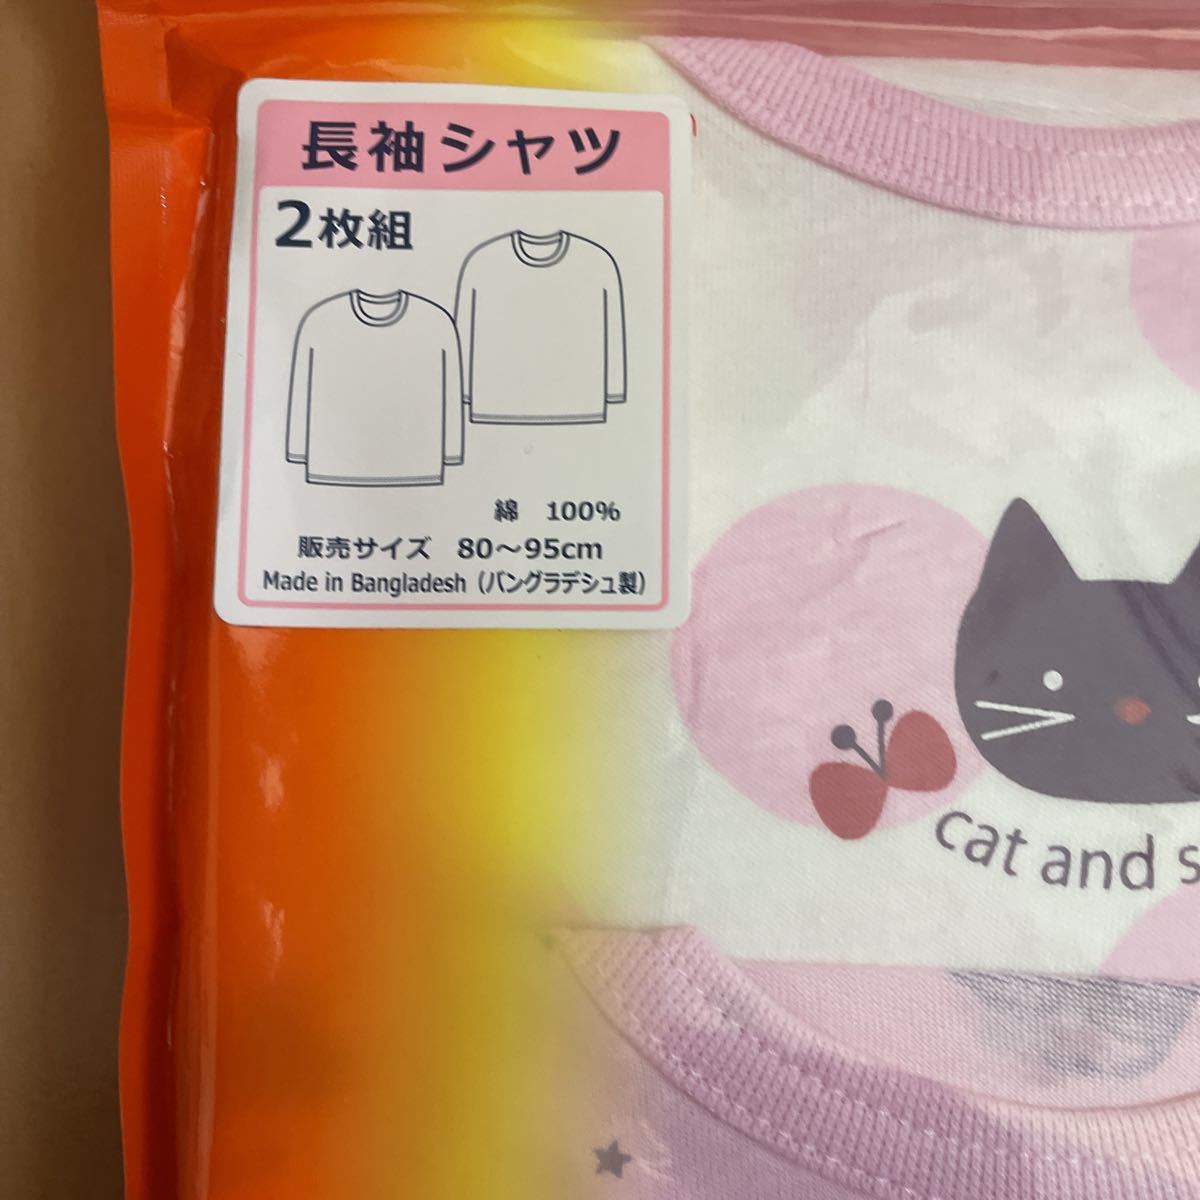 長袖シャツ
2枚組
綿 100%
販売サイズ 80～95cm
Made in Bangladesh（バングラデシュ製）
cat and s